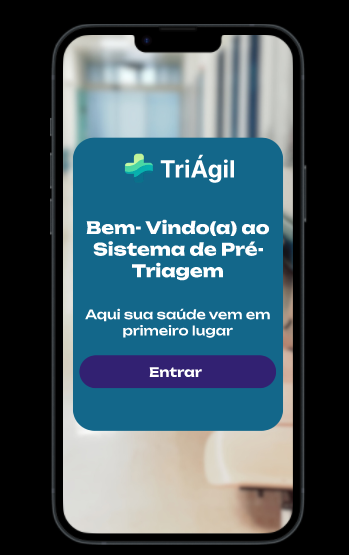 TriÁgil
Bem- Vindo(a) ao
Sistema de Pré-
Triagem
Aqui sua saúde vem em
primeiro lugar
Entrar